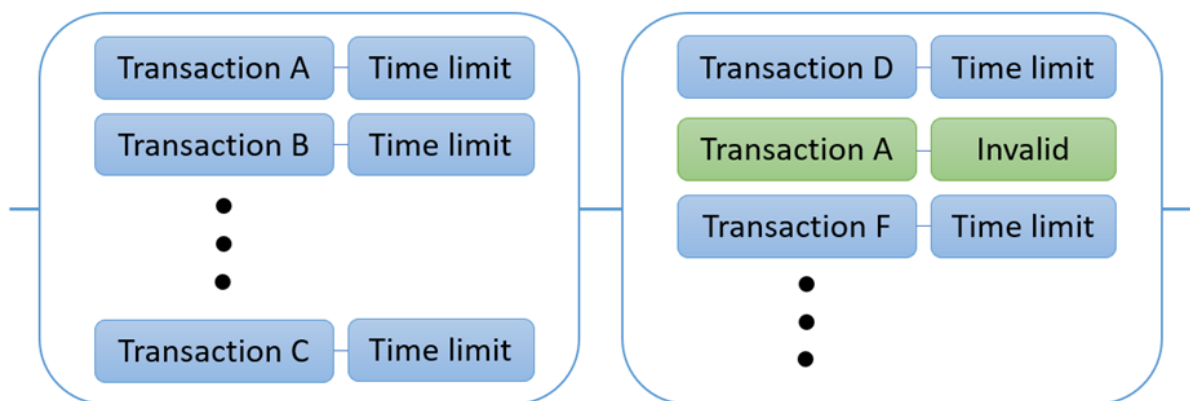 Transaction A Time limit
Transaction B Time limit
Transaction C Time limit
Transaction D Time limit
Transaction A Invalid
Transaction F Time limit